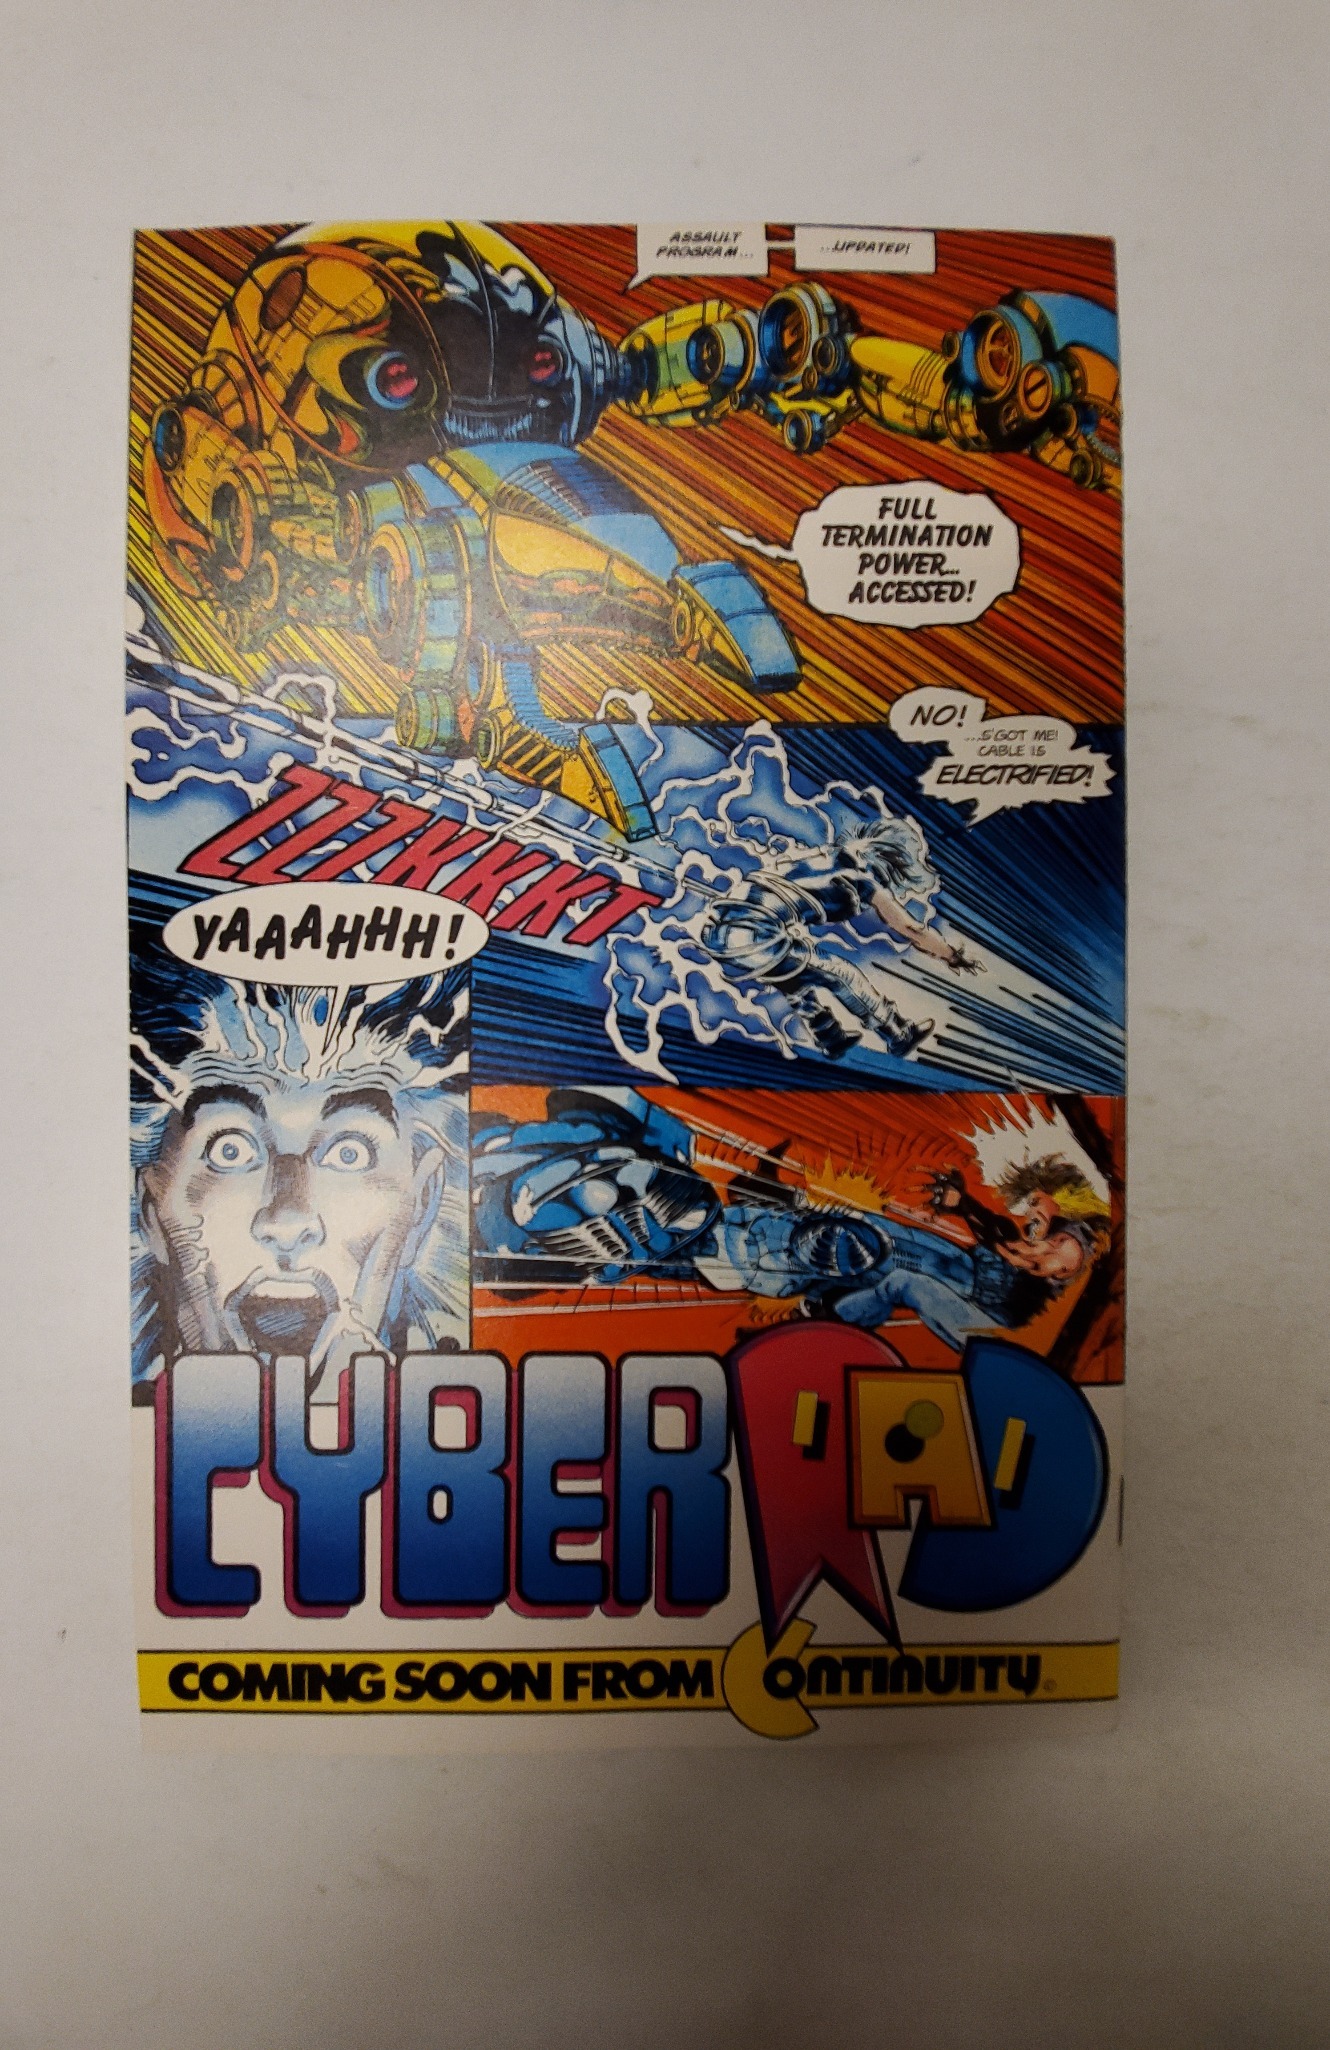 ASSAULT
PROGRAM...
...UPDATED!
FULL
TERMINATION
POWER...
ACCESSED!
NO!
...S'GOT ME!
CABLE IS
ELECTRIFIED!
ZZZKKKKT
YAAAHHH!
CYBERRAD
COMING SOON FROM CONTINUITY©